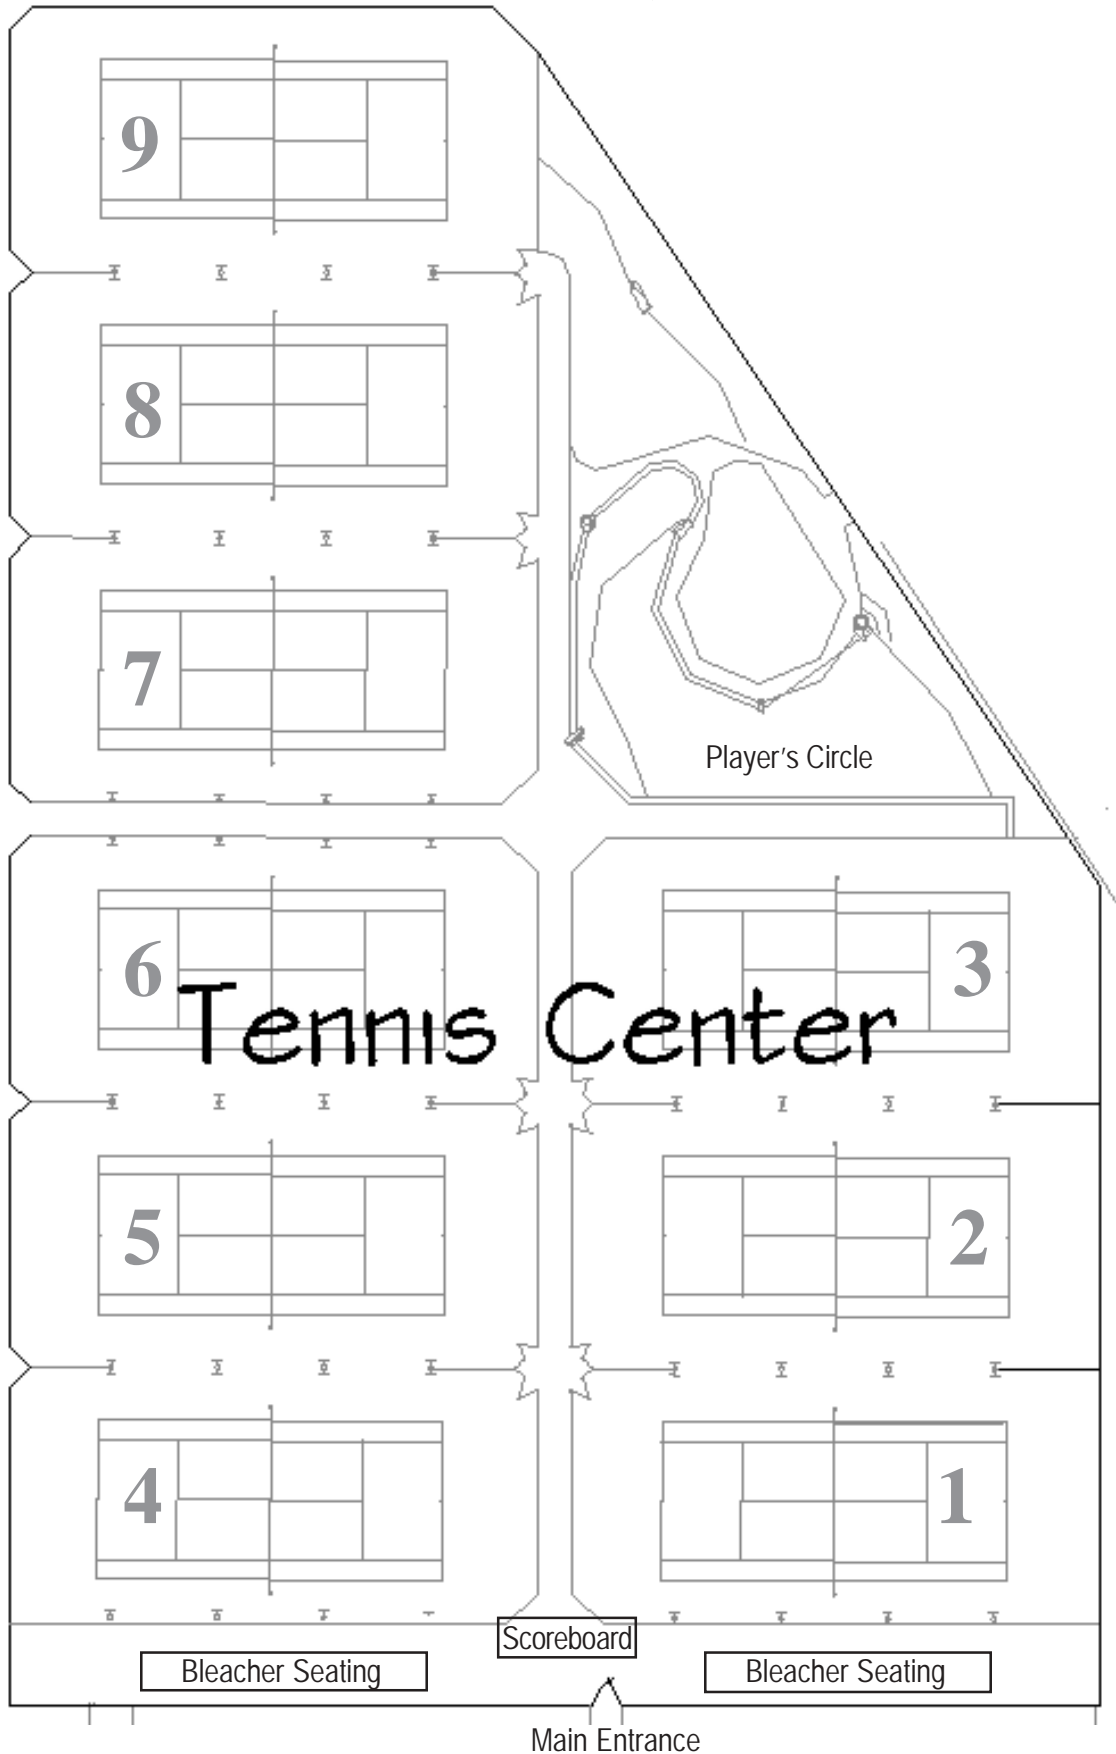 9
8
7
Player's Circle
6
3
Tennis Center
5
2
4
1
Scoreboard
Bleacher Seating
Bleacher Seating
Main Entrance